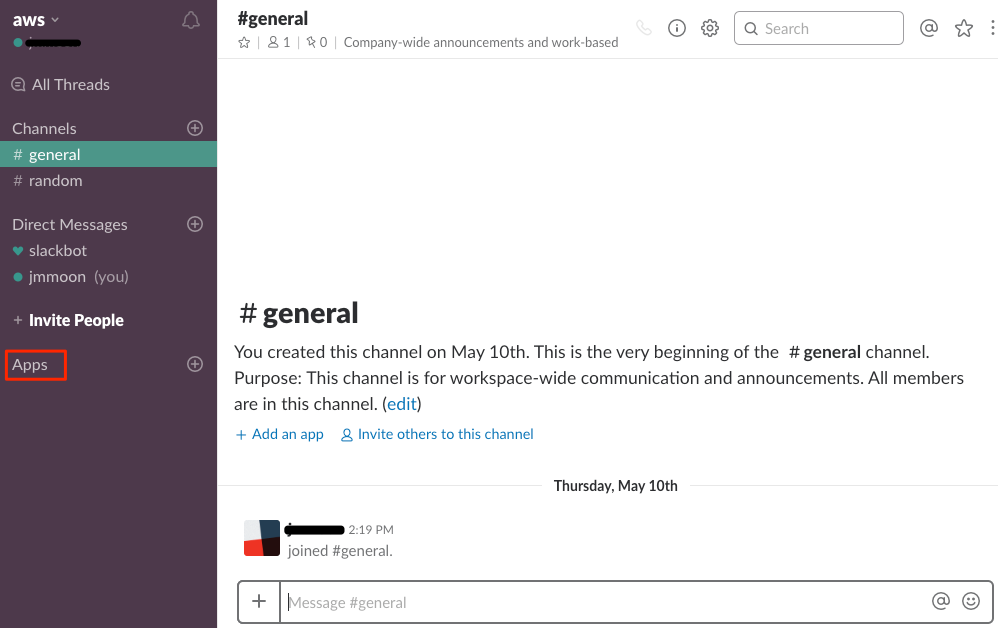 aws
All Threads
Channels
# general
# random
Direct Messages
slackbot
jmmoon (you)
+ Invite People
Apps
#general
1
0
Company-wide announcements and work-based
Search
# general
You created this channel on May 10th. This is the very beginning of the # general channel.
Purpose: This channel is for workspace-wide communication and announcements. All members
are in this channel. (edit)
+ Add an app
Invite others to this channel
Thursday, May 10th
2:19 PM
joined #general.
+
Message #general
@